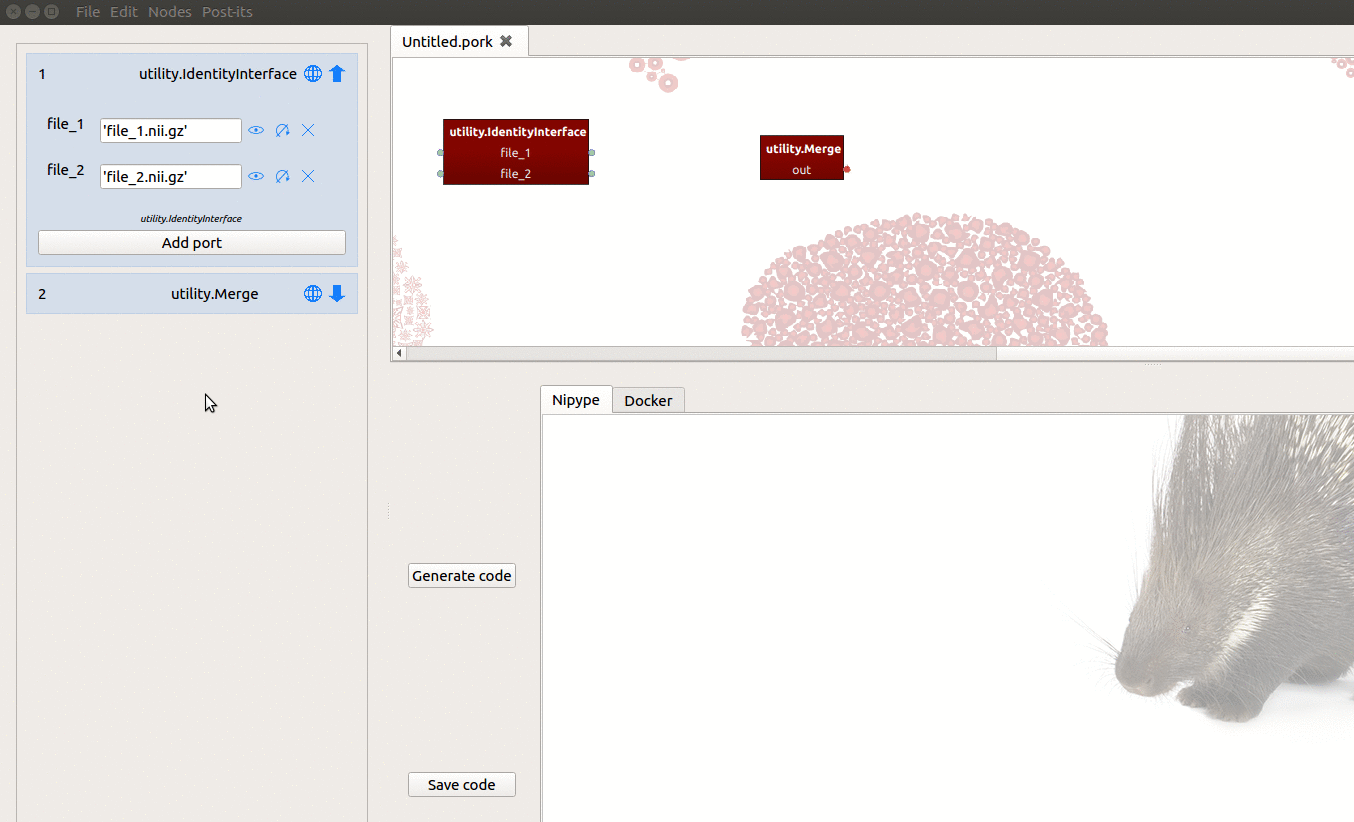 File Edit Nodes Post-its
1 utility.IdentityInterface
file_1 'file_1.nii.gz'
file_2 'file_2.nii.gz'
utility.IdentityInterface
Add port
2 utility.Merge
Untitled.pork
utility.IdentityInterface
file_1
file_2
utility.Merge
out
Nipype Docker
Generate code
Save code